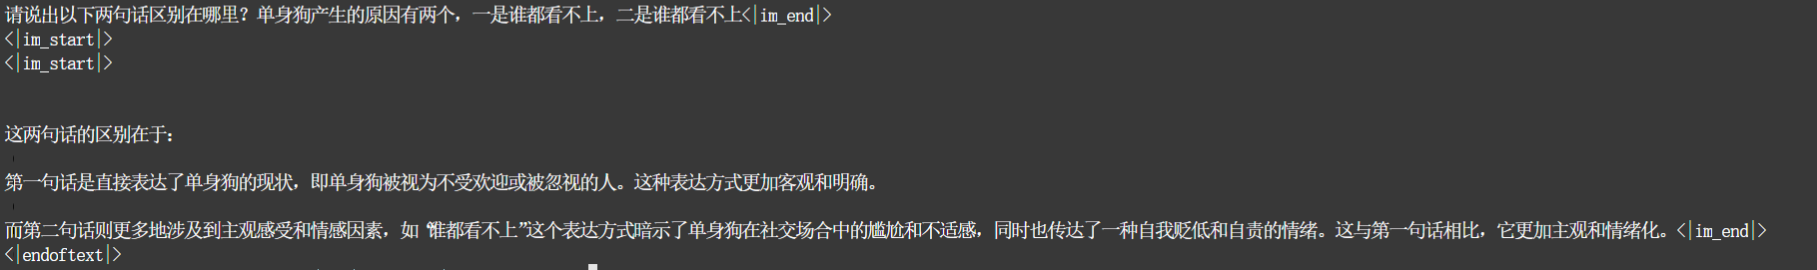 请说出以下两句话区别在哪里？单身狗产生的原因有两个，一是谁都看不上，二是谁都看不上<|im_end|>
<|im_start|>
<|im_start|>
这两句话的区别在于：
第一句话是直接表达了单身狗的现状，即单身狗被视为不受欢迎或被忽视的人。这种表达方式更加客观和明确。
而第二句话则更多地涉及到主观感受和情感因素，如“谁都看不上”这个表达方式暗示了单身狗在社交场合中的尴尬和不适感，同时也传达了一种自我贬低和自责的情绪。这与第一句话相比，它更加主观和情绪化。<|im_end|>
<|endoftext|>